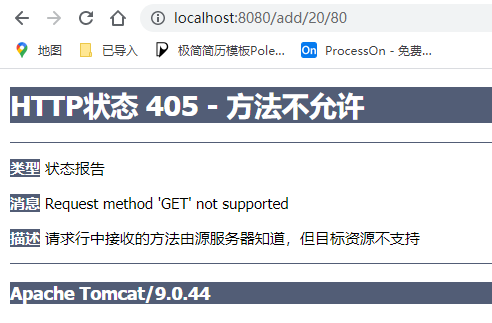 localhost:8080/add/20/80
地图 已导入 极简简历模板Pole... On ProcessOn - 免费...
HTTP状态 405 - 方法不允许
类型 状态报告
消息 Request method 'GET' not supported
描述 请求行中接收的方法由源服务器知道，但目标资源不支持
Apache Tomcat/9.0.44